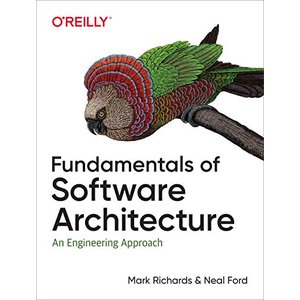 O'REILLY®
Fundamentals of
Software
Architecture
An Engineering Approach
Mark Richards & Neal Ford